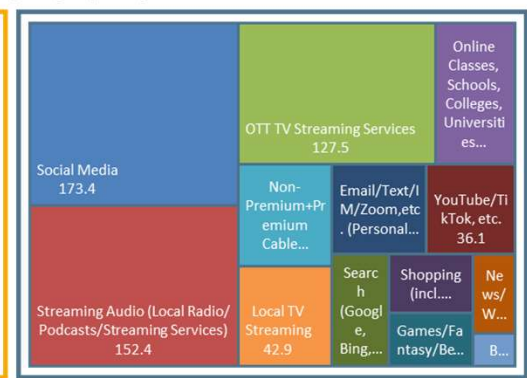 Social Media
173.4
Streaming Audio (Local Radio/
Podcasts/Streaming Services)
152.4
OTT TV Streaming Services
127.5
Online
Classes,
Schools,
Colleges,
Universiti
es...
Non-
Premium+Pr
emium
Cable...
Email/Text/I
M/Zoom,etc
. (Personal...
YouTube/Ti
kTok, etc.
36.1
Local TV
Streaming
42.9
Searc
h
(Googl
e,
Bing,...
Shopping
(incl....
Games/Fa
ntasy/Be...
Ne
ws/
W...
B...